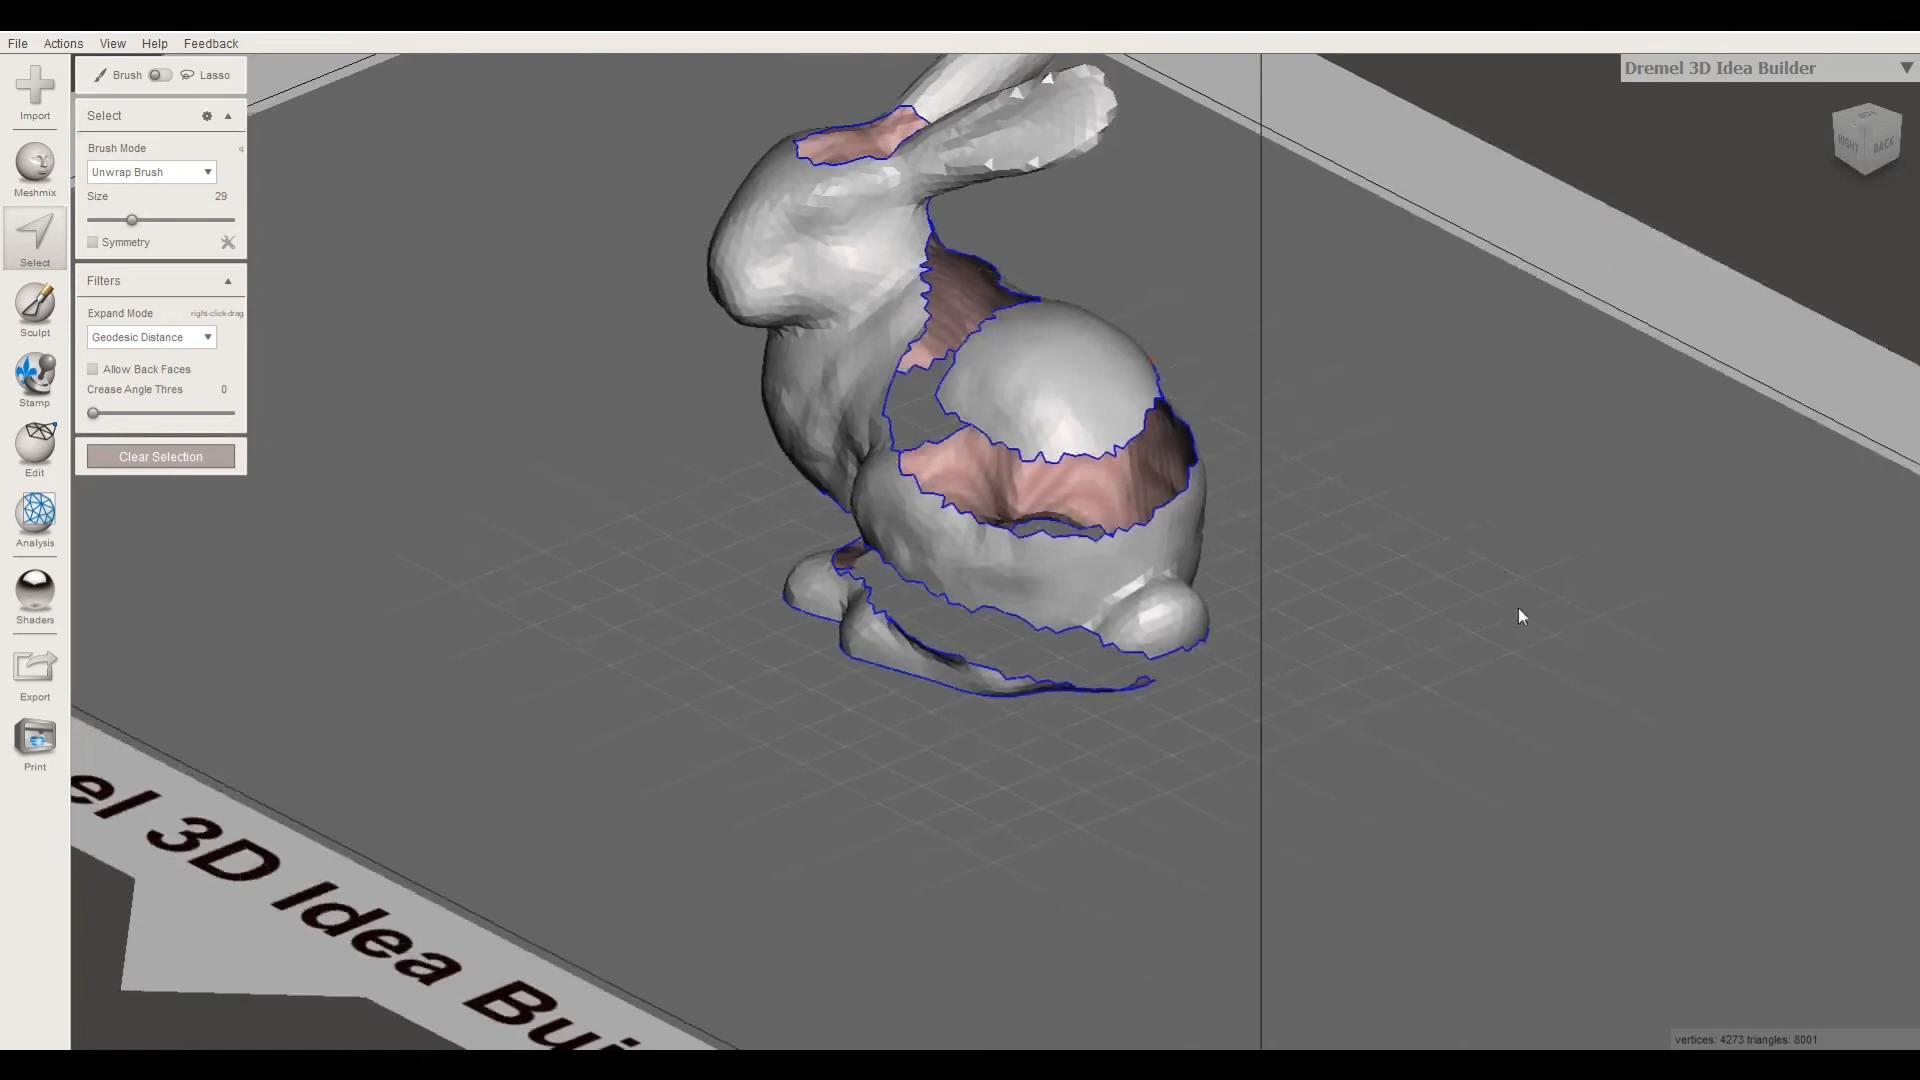 File Actions View Help Feedback
Import
Meshmix
Select
Sculpt
Stamp
Edit
Analysis
Shaders
Export
Print
Brush Lasso
Select
Brush Mode q
Unwrap Brush
Size 29
Symmetry
Filters
Expand Mode right-click-drag
Geodesic Distance
Allow Back Faces
Crease Angle Thres 0
Clear Selection
Dremel 3D Idea Builder
RIGHT BACK
el 3D Idea Bui
vertices: 4273 triangles: 8001